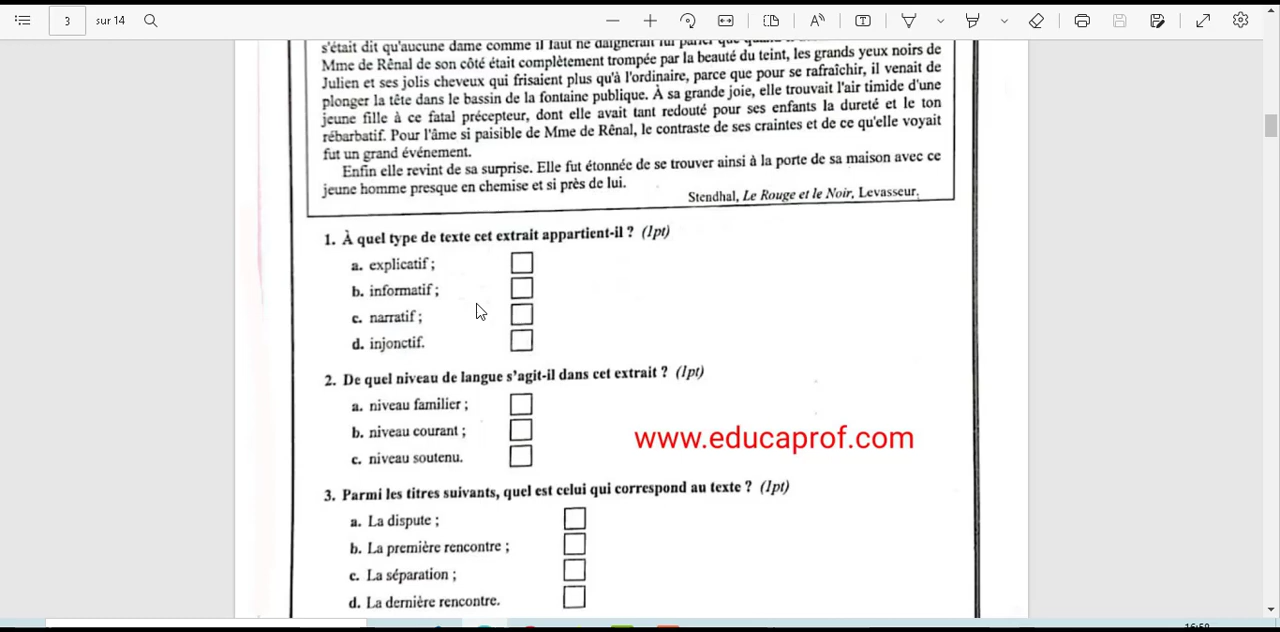 3 sur 14
s'était dit qu'aucune dame comme il faut ne daignerait lui parler que
Mme de Rênal de son côté était complètement trompée par la beauté du teint, les grands yeux noirs de
Julien et ses jolis cheveux qui frisaient plus qu'à l'ordinaire, parce que pour se rafraîchir, il venait de
plonger la tête dans le bassin de la fontaine publique. À sa grande joie, elle trouvait l'air timide d'une
jeune fille à ce fatal précepteur, dont elle avait tant redouté pour ses enfants la dureté et le ton
rébarbatif. Pour l'âme si paisible de Mme de Rênal, le contraste de ses craintes et de ce qu'elle voyait
fut un grand événement.
Enfin elle revint de sa surprise. Elle fut étonnée de se trouver ainsi à la porte de sa maison avec ce
jeune homme presque en chemise et si près de lui.
Stendhal, Le Rouge et le Noir, Levasseur.
1. À quel type de texte cet extrait appartient-il ? (1pt)
a. explicatif ;
b. informatif ;
c. narratif ;
d. injonctif.
2. De quel niveau de langue s'agit-il dans cet extrait ? (1pt)
a. niveau familier ;
b. niveau courant ;
c. niveau soutenu.
www.educaprof.com
3. Parmi les titres suivants, quel est celui qui correspond au texte ? (1pt)
a. La dispute ;
b. La première rencontre ;
c. La séparation ;
d. La dernière rencontre.